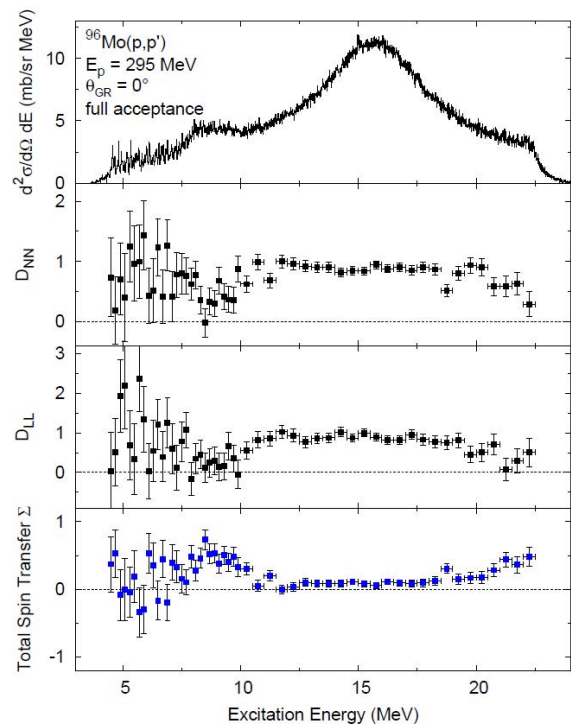 ⁹⁶Mo(p,p')
E_p = 295 MeV
θ_GR = 0°
full acceptance
d²σ/dΩ dE (mb/sr MeV)
10
5
0
D_NN
2
1
0
D_LL
3
2
1
0
Total Spin Transfer Σ
1
0
-1
5 10 15 20
Excitation Energy (MeV)